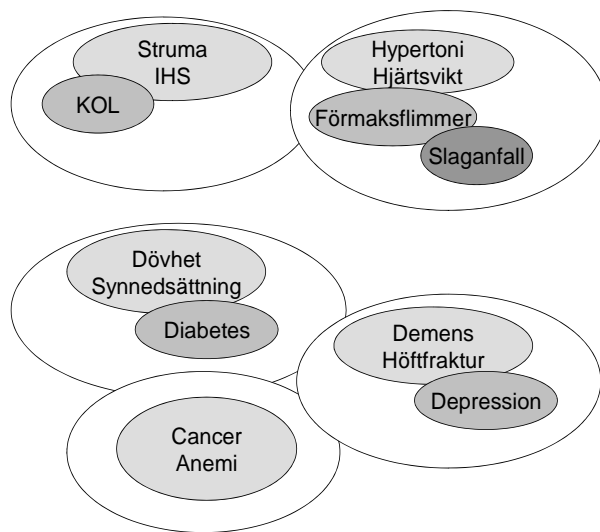 Struma
IHS
KOL
Hypertoni
Hjärtsvikt
Förmaksflimmer
Slaganfall
Dövhet
Synnedsättning
Diabetes
Demens
Höftfraktur
Depression
Cancer
Anemi